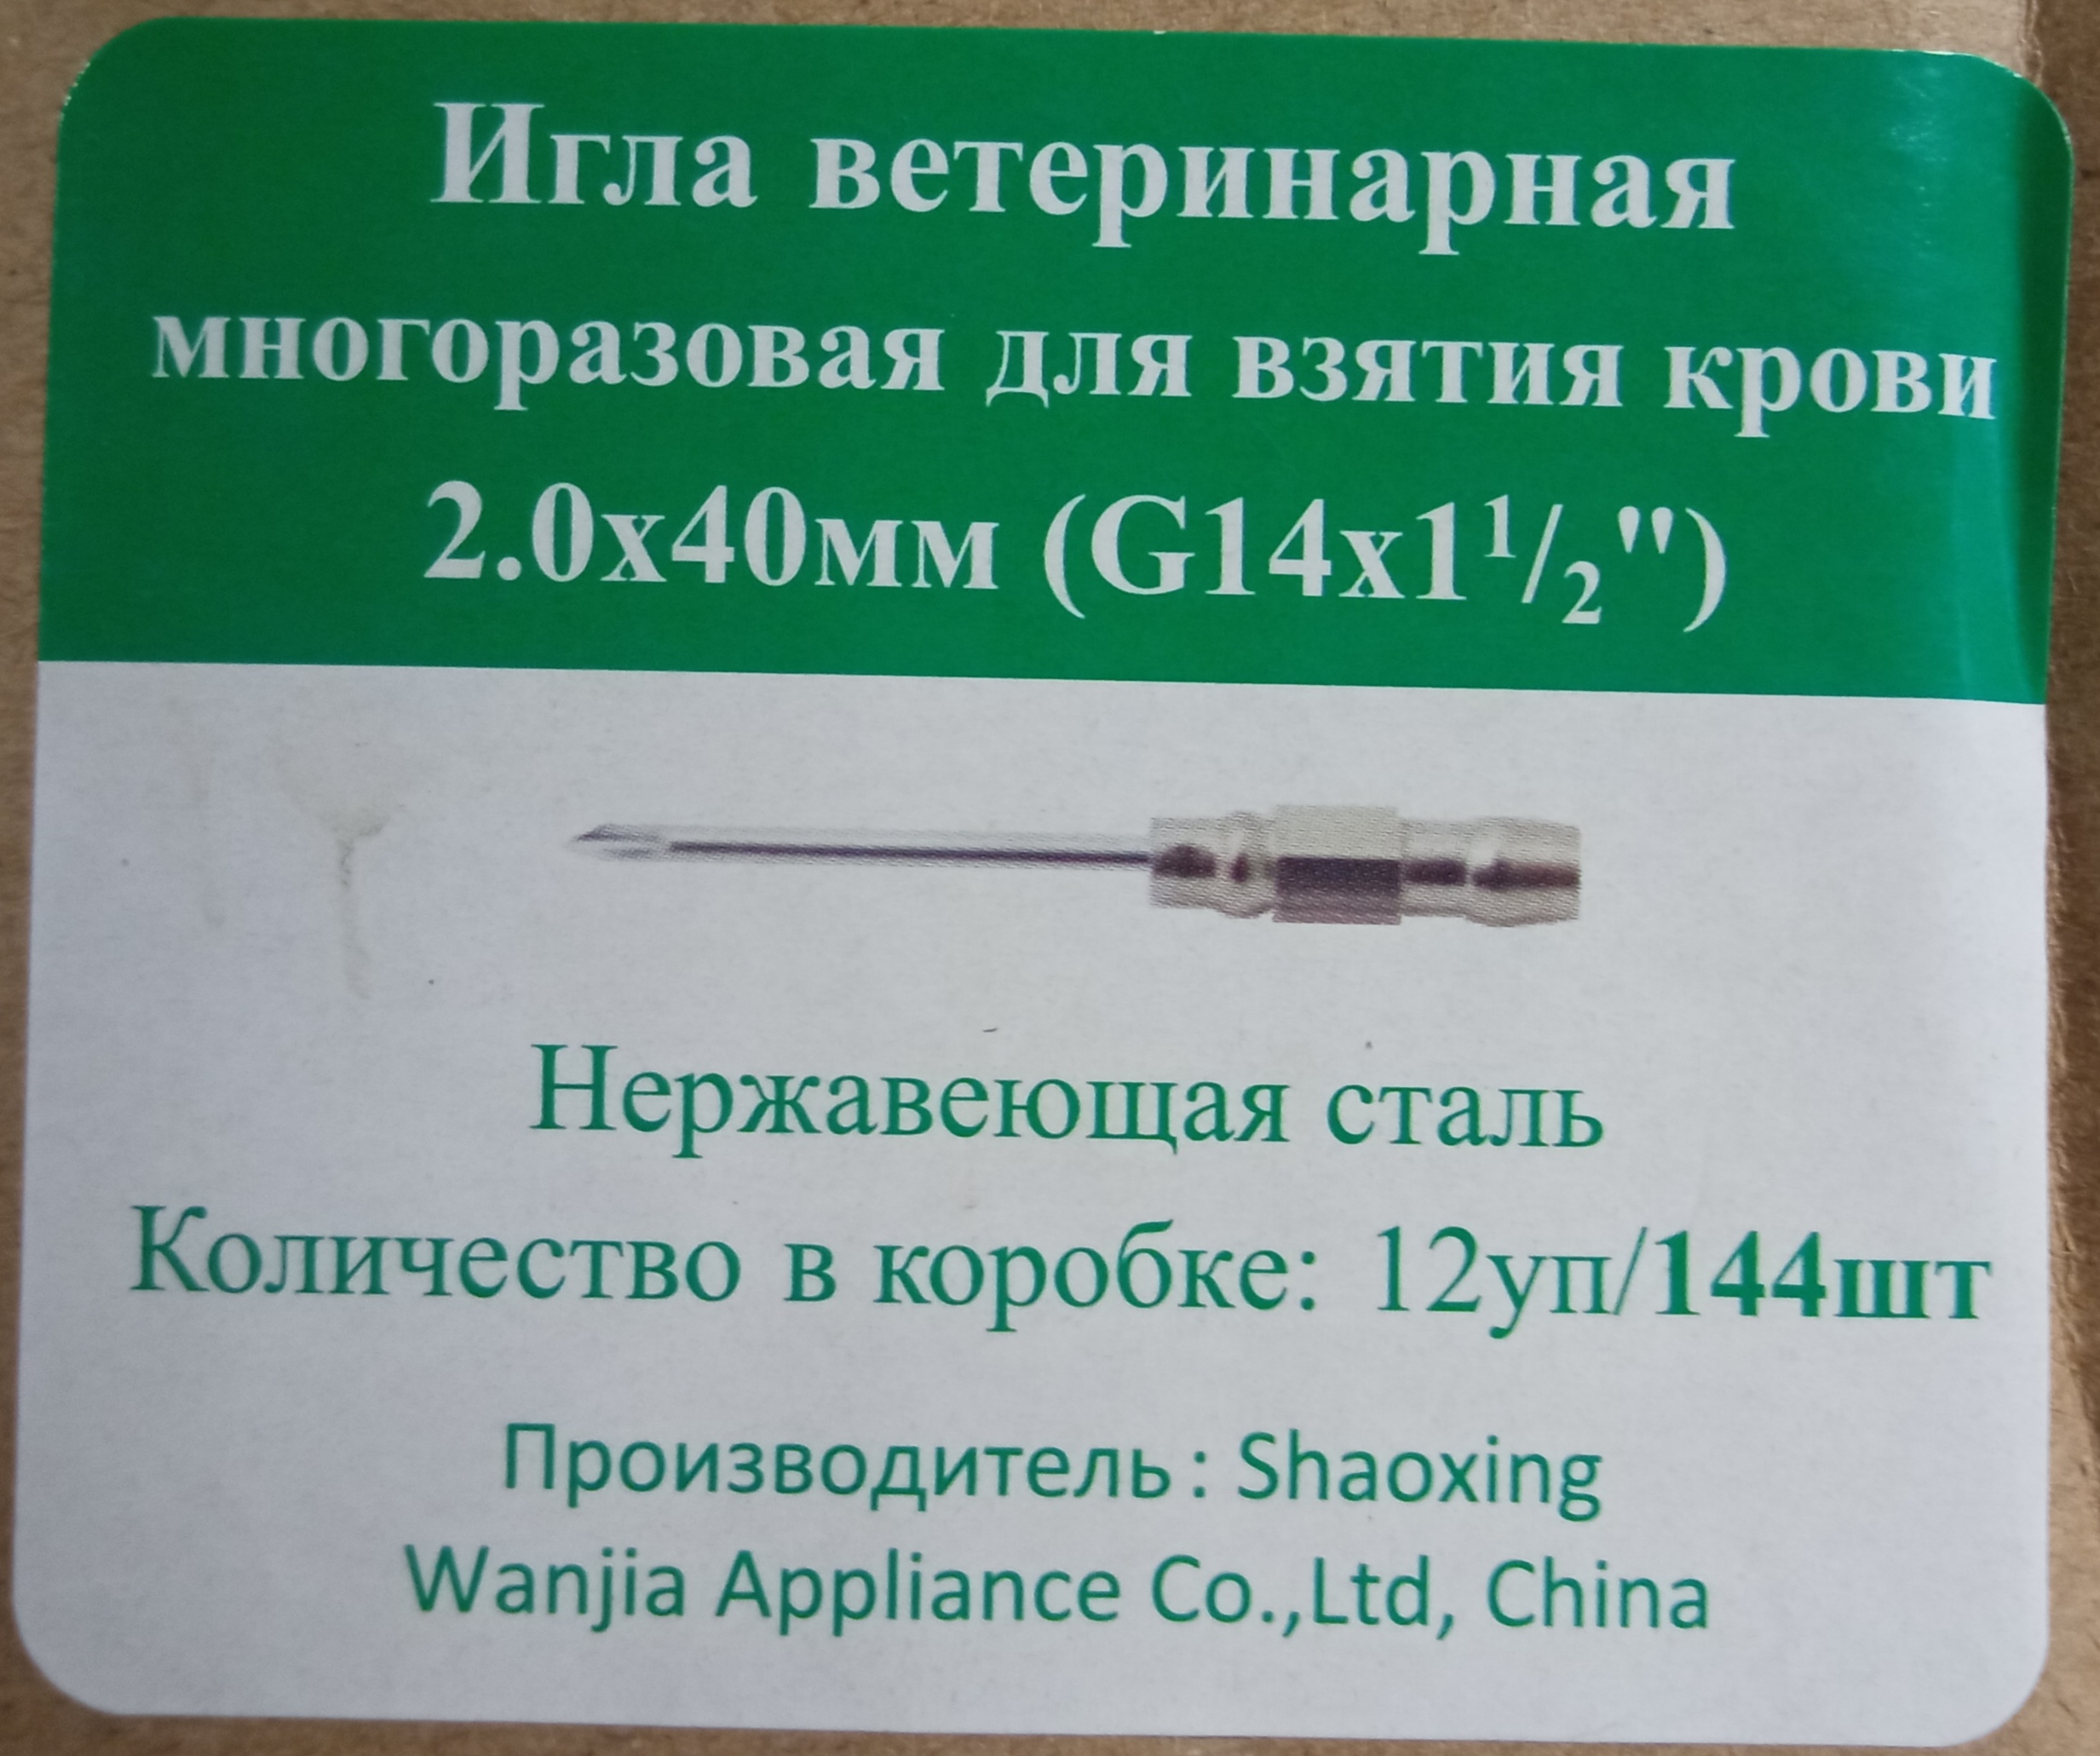 Игла ветеринарная
многоразовая для взятия крови
2.0х40мм (G14x1¹/₂")
Нержавеющая сталь
Количество в коробке: 12уп/144шт
Производитель: Shaoxing
Wanjia Appliance Co.,Ltd, China